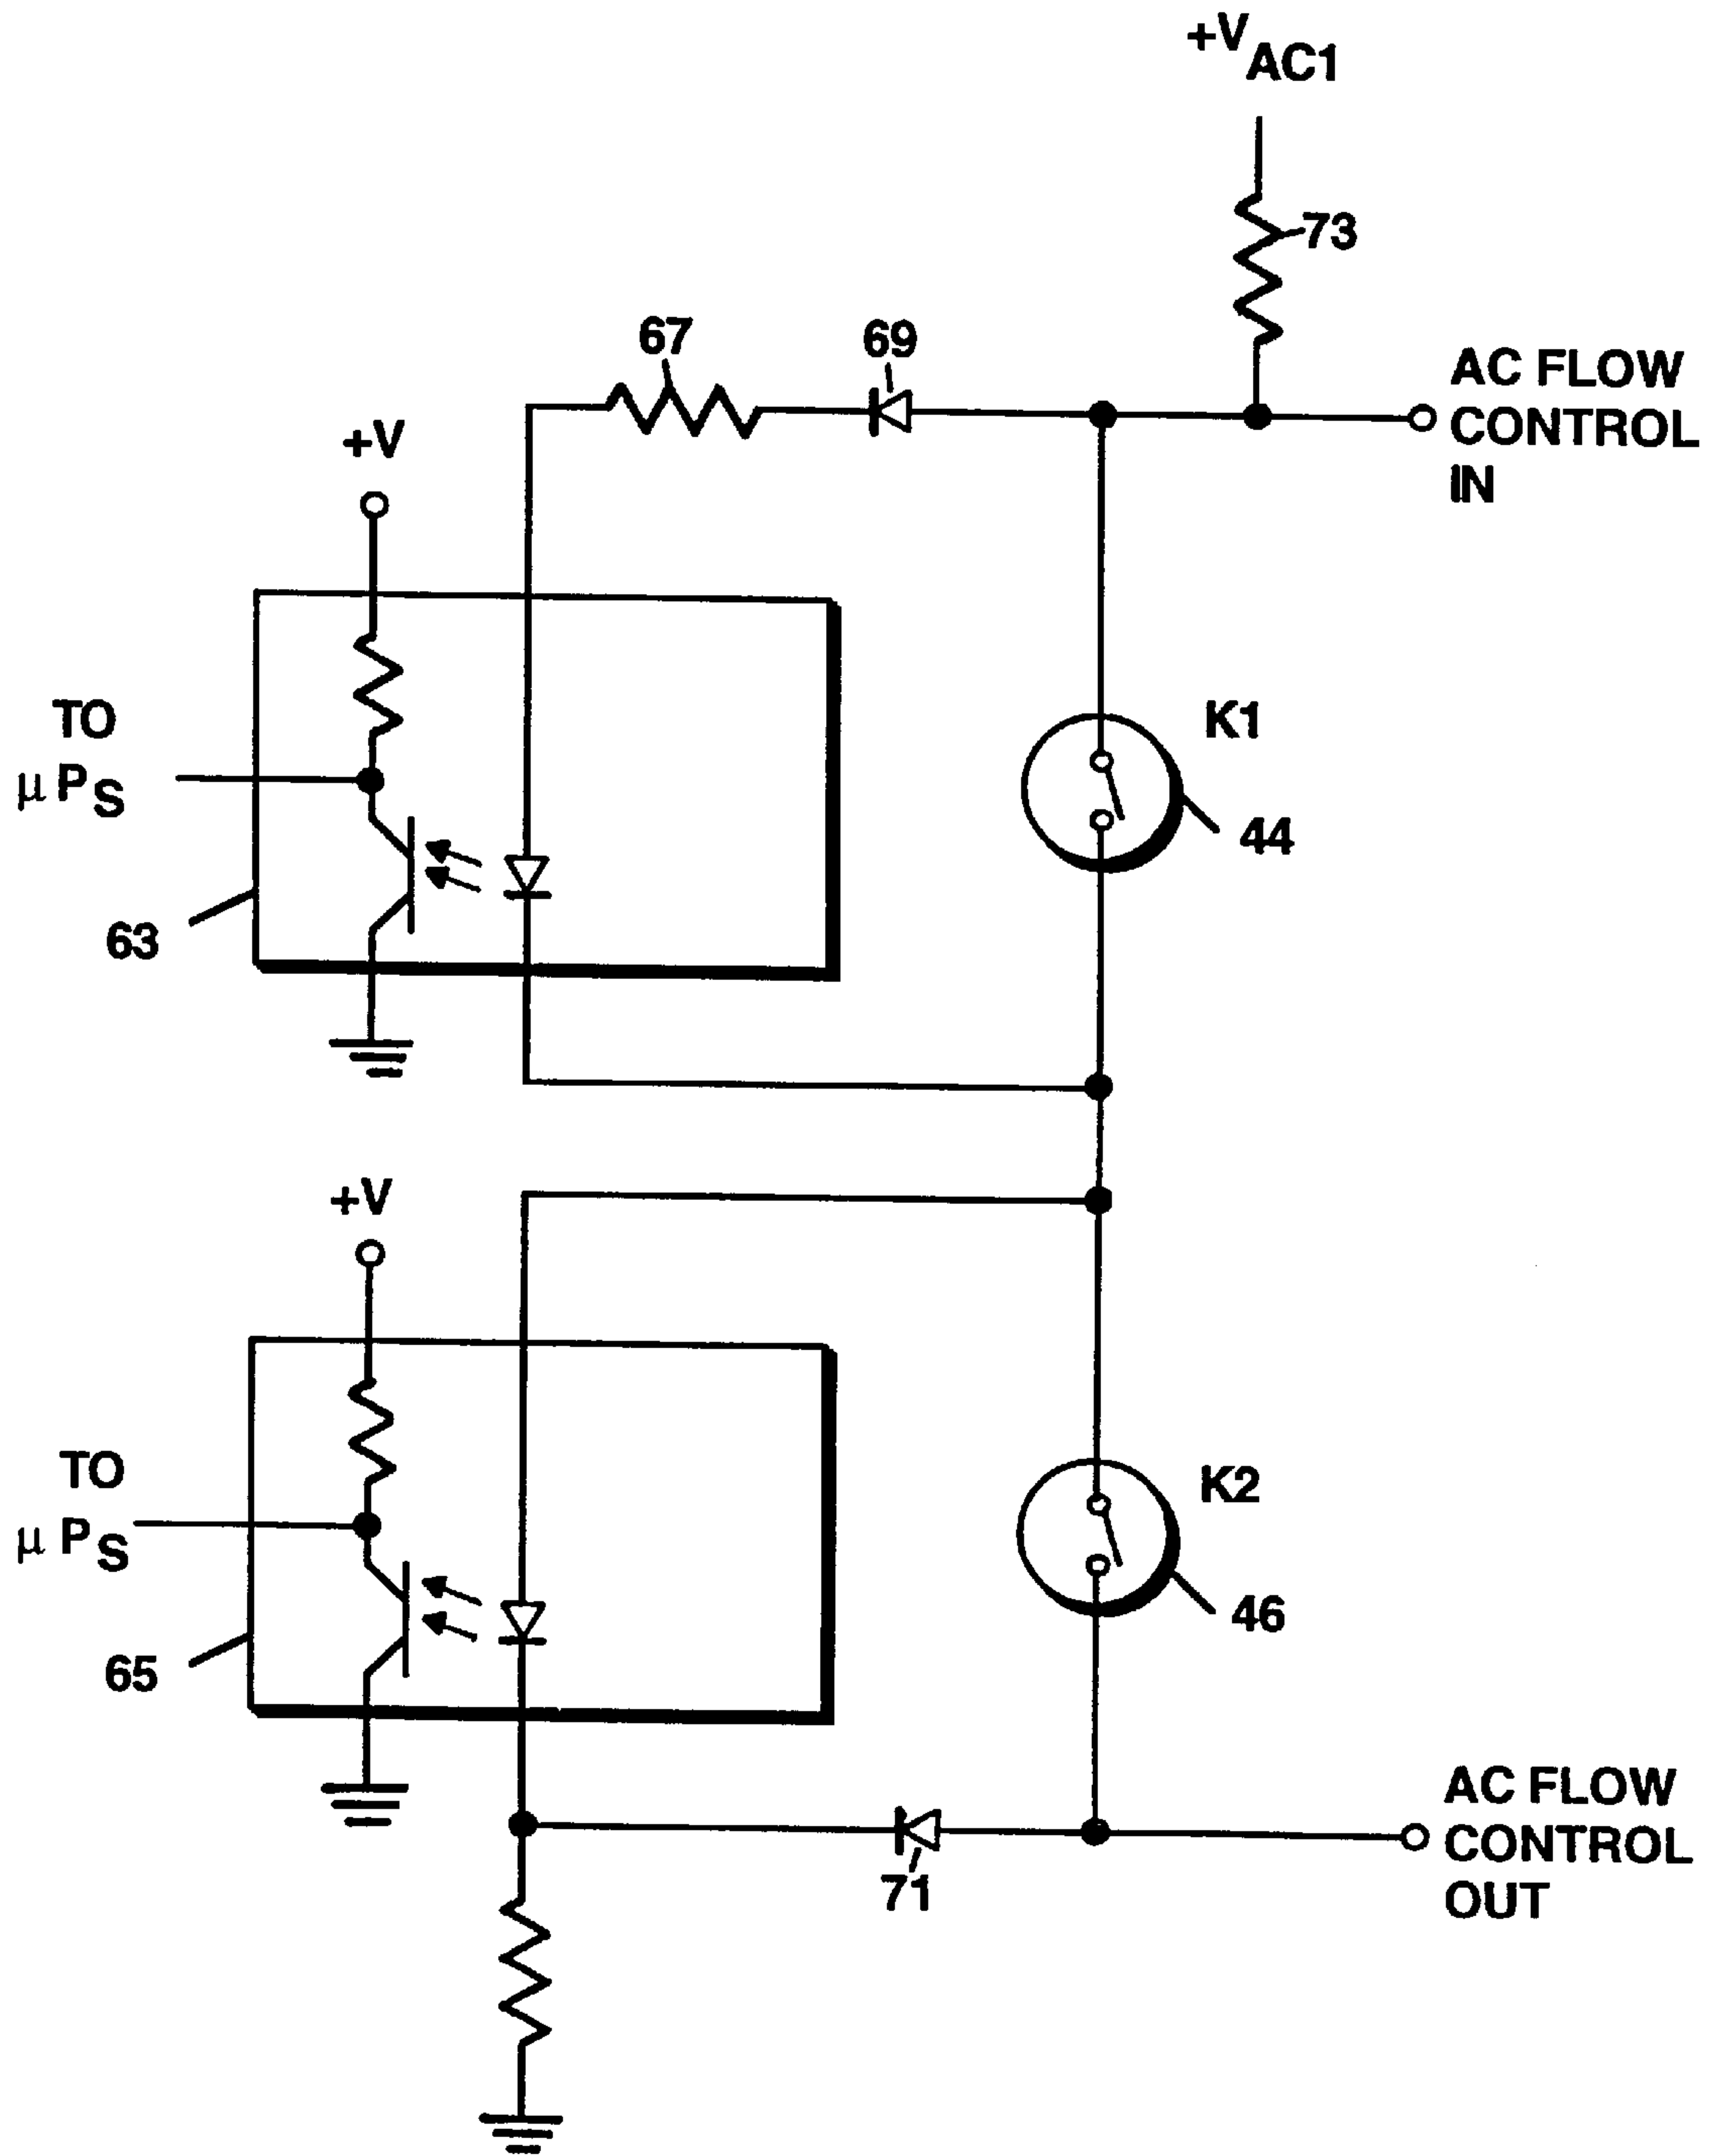 +V AC1
73
67
69
AC FLOW
CONTROL
IN
+V
TO
μ PS
K1
44
63
+V
TO
μ PS
K2
46
65
71
AC FLOW
CONTROL
OUT